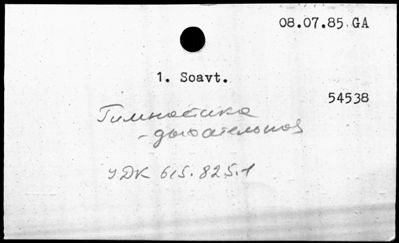 08.07.85 GA
1. Soavt.
54538
Гимнастика
-дыхательная
УДК 615.825.1